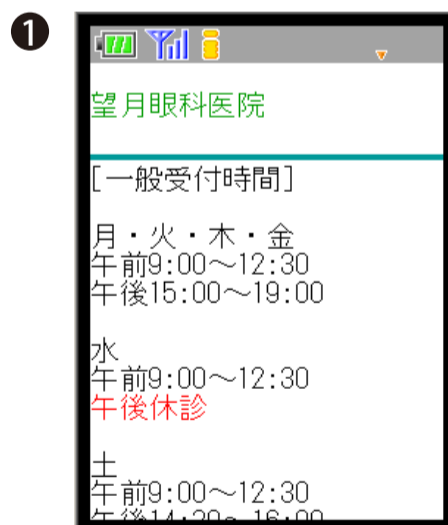 ❶
望月眼科医院
[一般受付時間]
月・火・木・金
午前9:00～12:30
午後15:00～19:00
水
午前9:00～12:30
午後休診
土
午前9:00～12:30